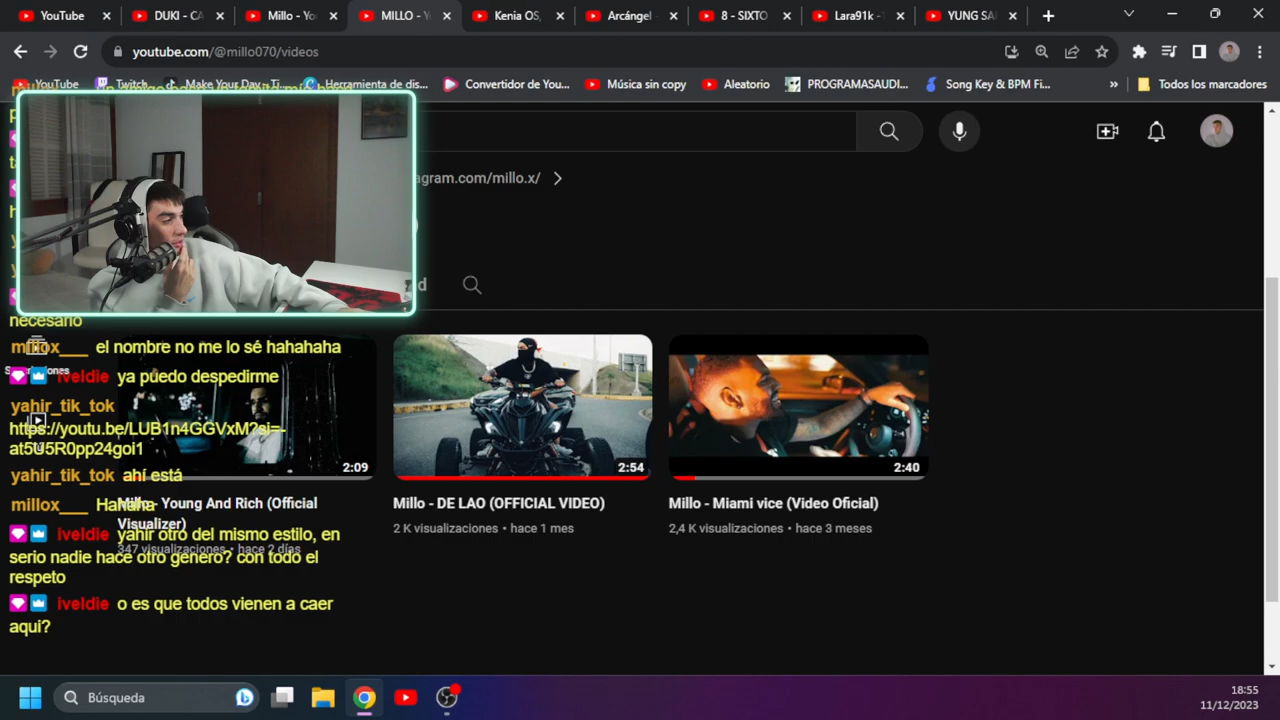 YouTube
DUKI - CA
Millo - Yo
MILLO - Y
Kenia OS,
Arcángel -
8 - SIXTO
Lara91k - 
YUNG SA
youtube.com/@millo070/videos
YouTube
Twitch
Make Your Day - Ti...
Herramienta de dis...
Convertidor de You...
Música sin copy
Aleatorio
PROGRAMASAUDI...
Song Key & BPM Fi...
»
Todos los marcadores
agram.com/millo.x/
d
necesario
millox___ el nombre no me lo sé hahahaha
iveldie ya puedo despedirme
yahir_tik_tok
https://youtu.be/LUB1n4GGVxM?si=-
at5U5R0pp24goi1
yahir_tik_tok ahí está
millox___ Hahaha
iveldie yahir otro del mismo estilo, en
serio nadie hace otro género? con todo el
respeto
iveldie o es que todos vienen a caer
aqui?
2:09
Millo - Young And Rich (Official
Visualizer)
347 visualizaciones • hace 2 días
2:54
Millo - DE LAO (OFFICIAL VIDEO)
2 K visualizaciones • hace 1 mes
2:40
Millo - Miami vice (Video Oficial)
2,4 K visualizaciones • hace 3 meses
Búsqueda
18:55
11/12/2023